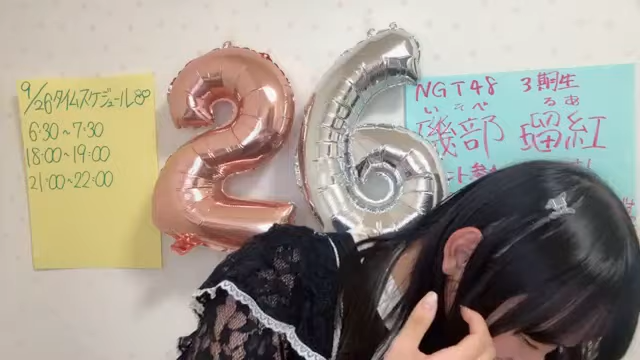 9/26タイムスケジュール
6:30~7:30
18:00~19:00
21:00~22:00
26
NGT48 3期生
いそべ るあ
磯部 瑠紅